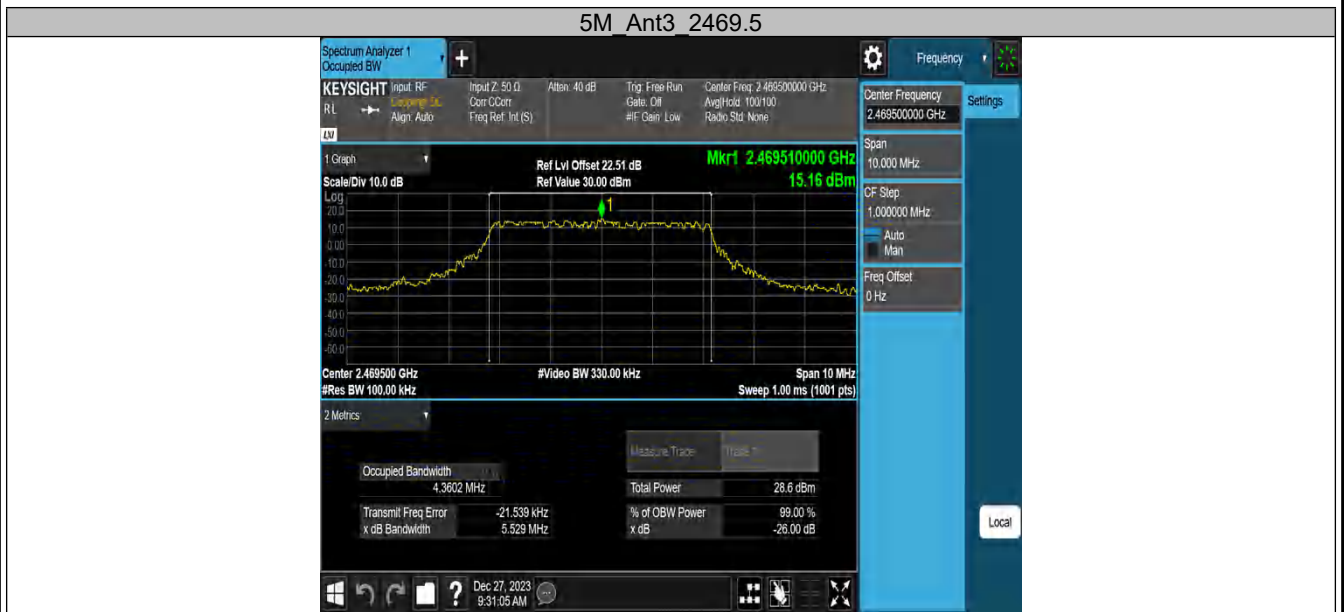 5M_Ant3_2469.5
Spectrum Analyzer 1
Occupied BW
+
Frequency
KEYSIGHT
RL
LXI
Input: RF
Coupling: DC
Align: Auto
Input Z: 50 Ω
Corr CCorr
Freq Ref: Int (S)
Atten: 40 dB
Trig: Free Run
Gate: Off
#IF Gain: Low
Center Freq: 2.469500000 GHz
Avg|Hold: 100/100
Radio Std: None
Center Frequency
2.469500000 GHz
Settings
Span
10.000 MHz
CF Step
1.000000 MHz
Auto
Man
Freq Offset
0 Hz
Local
1 Graph
Scale/Div 10.0 dB
Ref Lvl Offset 22.51 dB
Ref Value 30.00 dBm
Mkr1 2.469510000 GHz
15.16 dBm
Log
20.0
10.0
0.00
-10.0
-20.0
-30.0
-40.0
-50.0
-60.0
1
Center 2.469500 GHz
#Res BW 100.00 kHz
#Video BW 330.00 kHz
Span 10 MHz
Sweep 1.00 ms (1001 pts)
2 Metrics
Measure Trace
Trace 1
Occupied Bandwidth
4.3602 MHz
Total Power 28.6 dBm
Transmit Freq Error -21.539 kHz
% of OBW Power 99.00 %
x dB Bandwidth 5.529 MHz
x dB -26.00 dB
?
Dec 27, 2023
9:31:05 AM